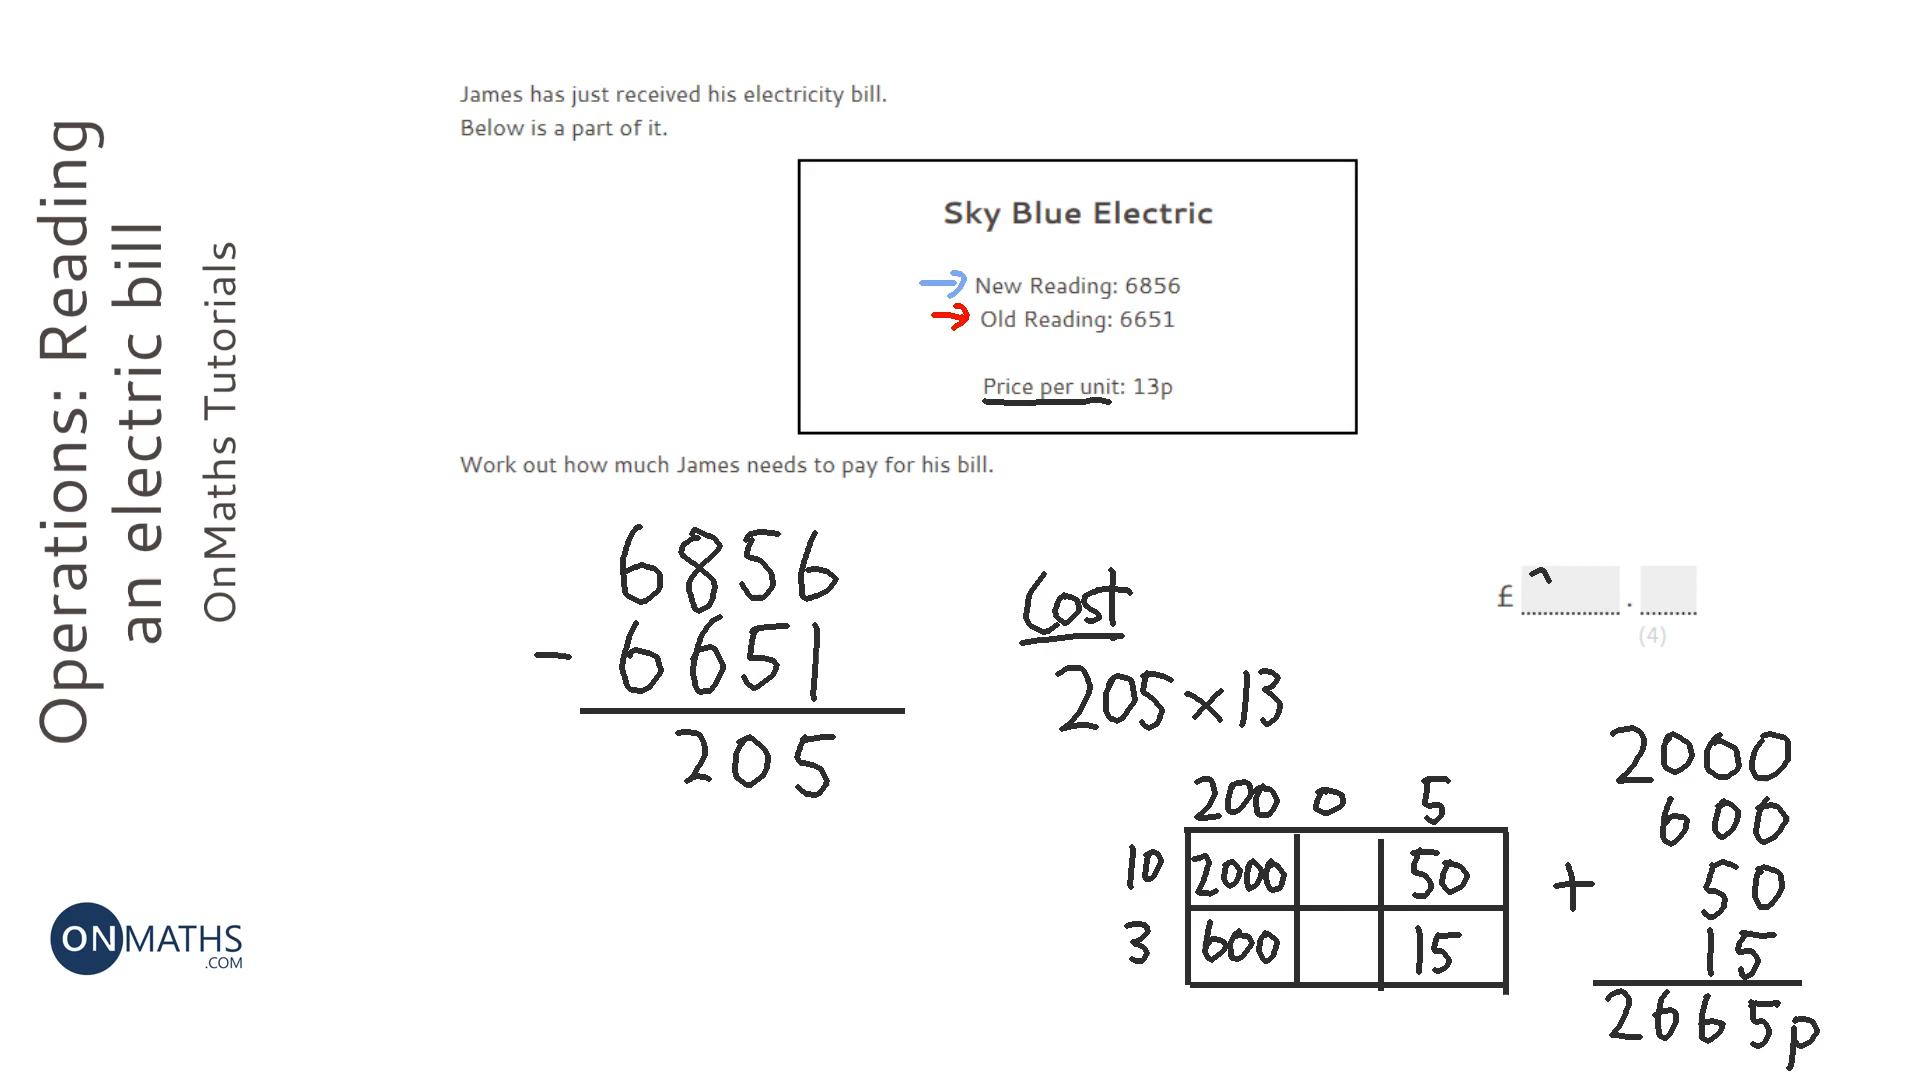 Operations: Reading
an electric bill
OnMaths Tutorials
James has just received his electricity bill.
Below is a part of it.
Sky Blue Electric
New Reading: 6856
Old Reading: 6651
Price per unit: 13p
Work out how much James needs to pay for his bill.
6856
- 6651
205
Cost
205 x 13
£ .
(4)
200 0 5
10 2000 50
3 600 15
2000
600
+ 50
15
2665p
ONMATHS
.COM